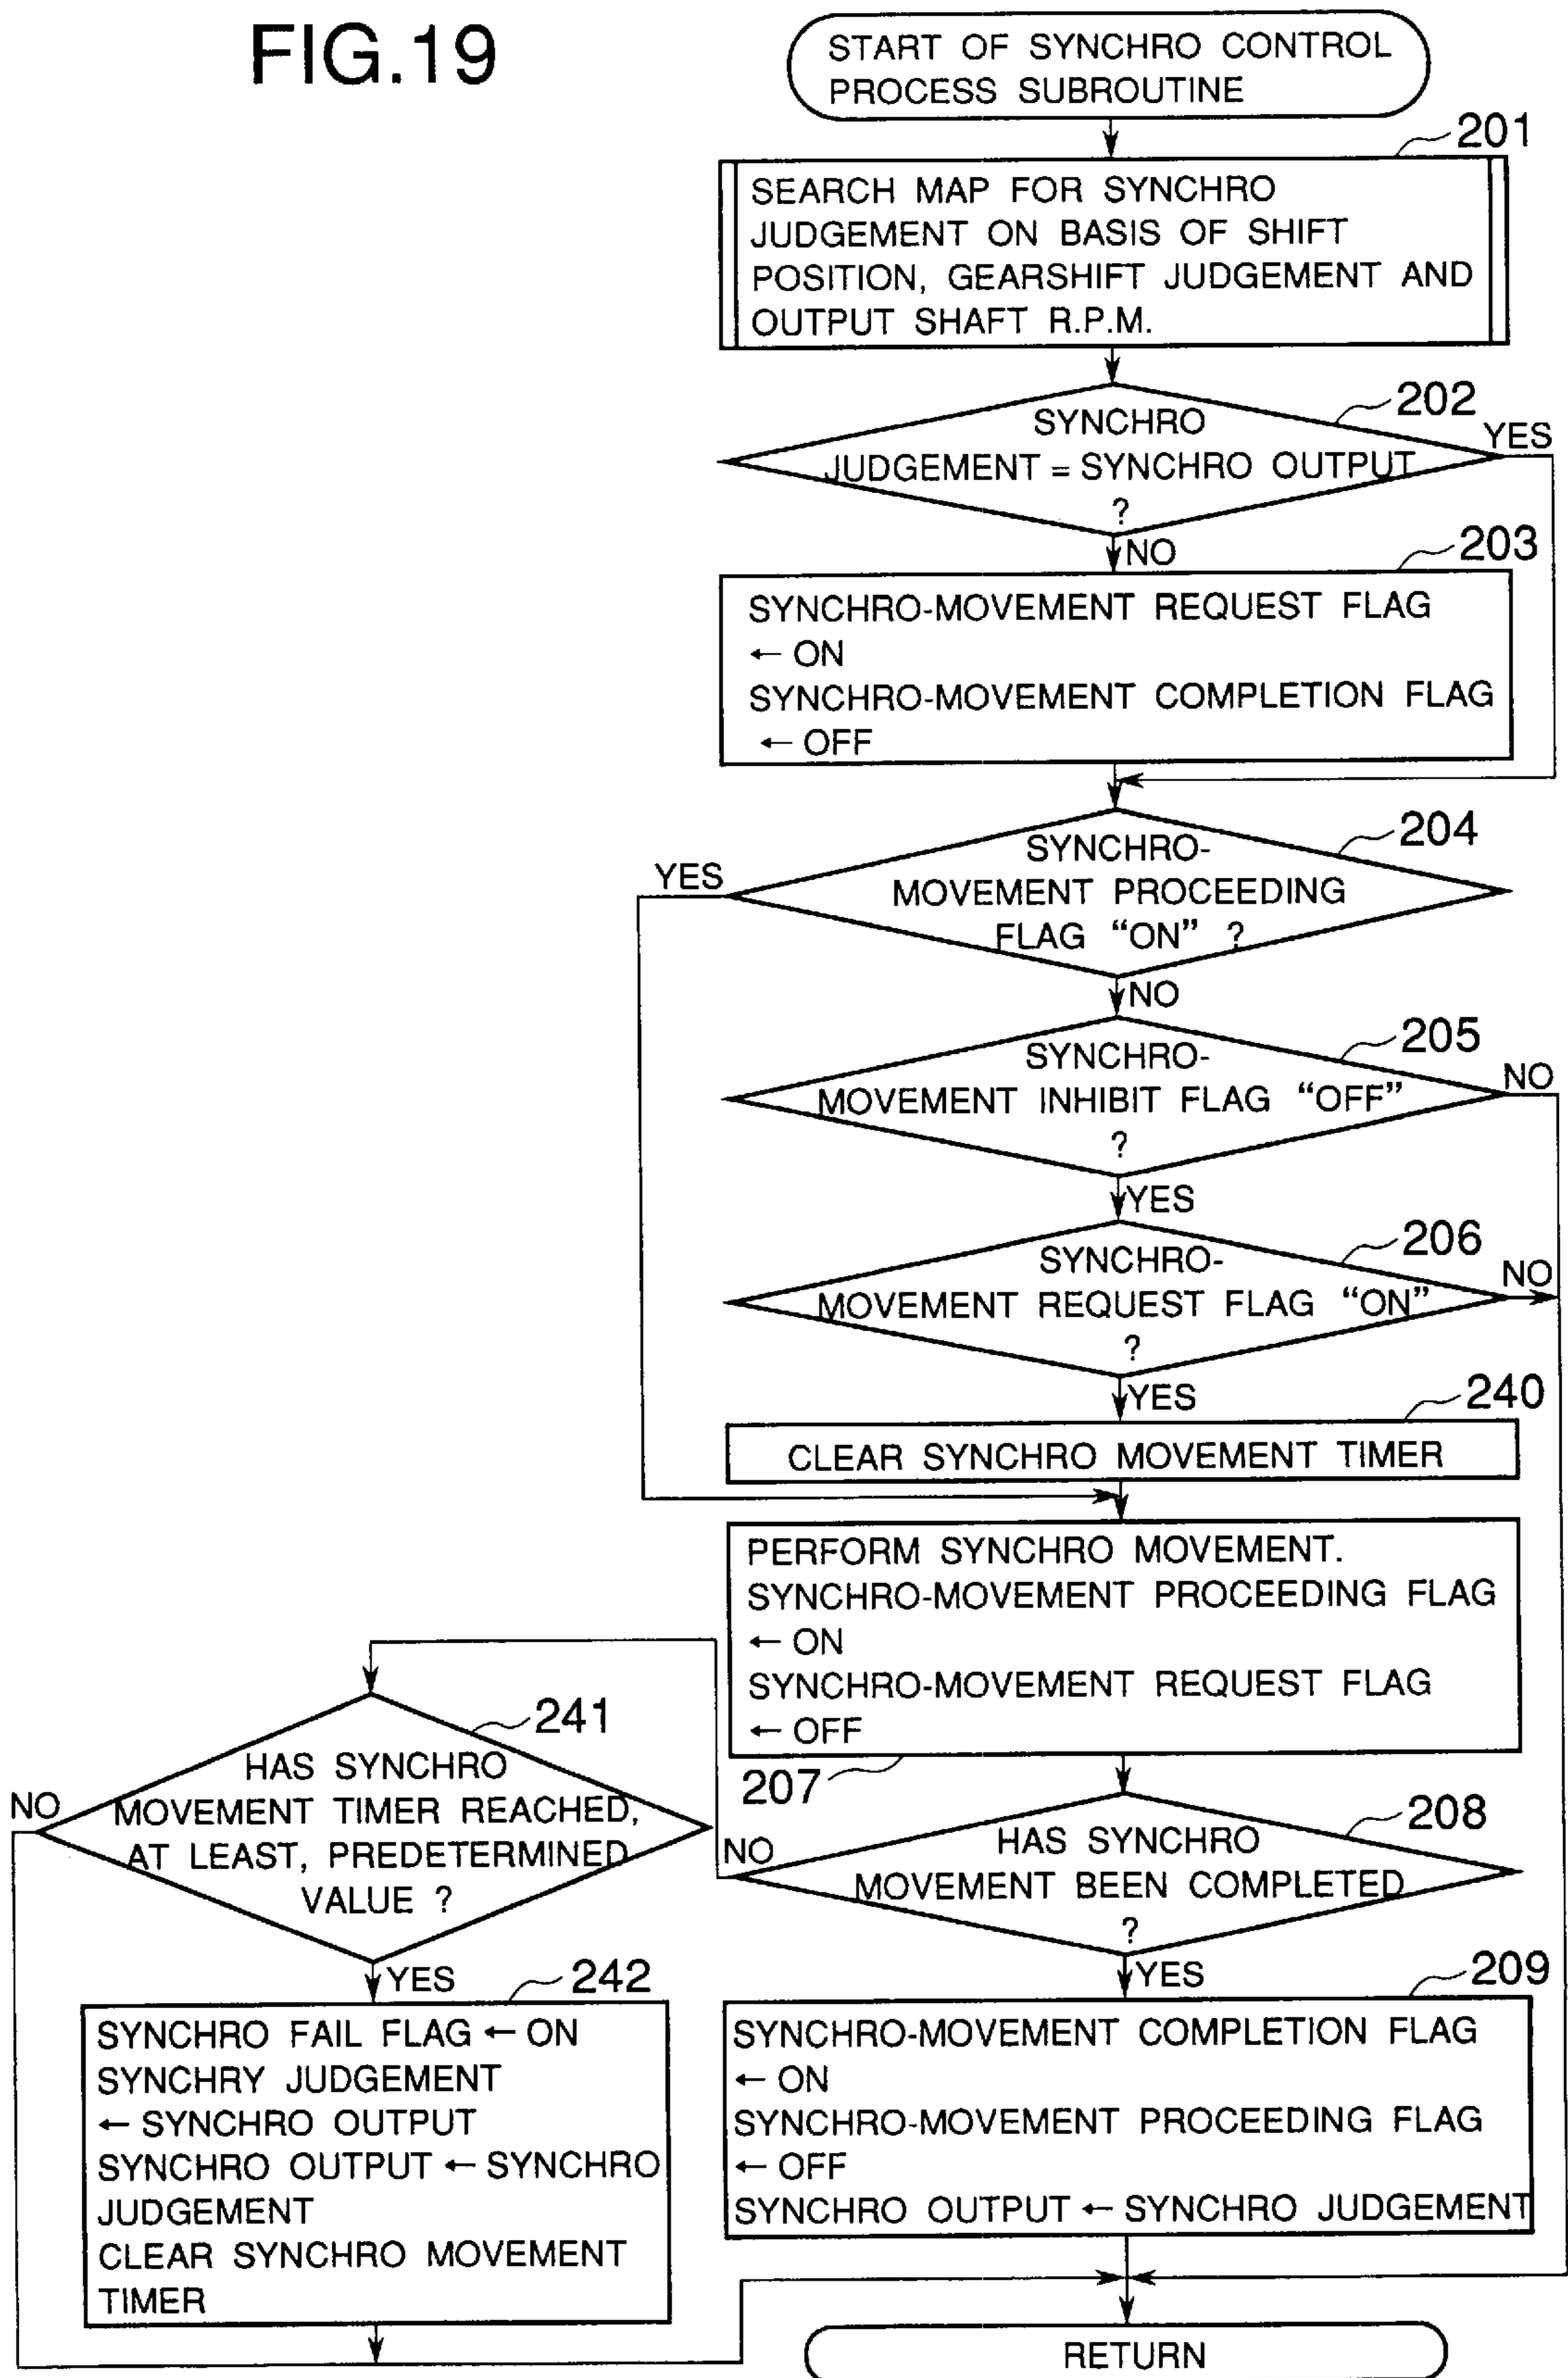 FIG.19
START OF SYNCHRO CONTROL
PROCESS SUBROUTINE
201
SEARCH MAP FOR SYNCHRO
JUDGEMENT ON BASIS OF SHIFT
POSITION, GEARSHIFT JUDGEMENT AND
OUTPUT SHAFT R.P.M.
202
SYNCHRO
JUDGEMENT = SYNCHRO OUTPUT
?
YES
NO
203
SYNCHRO-MOVEMENT REQUEST FLAG
← ON
SYNCHRO-MOVEMENT COMPLETION FLAG
← OFF
204
SYNCHRO-
MOVEMENT PROCEEDING
FLAG “ON” ?
YES
NO
205
SYNCHRO-
MOVEMENT INHIBIT FLAG “OFF”
?
NO
YES
206
SYNCHRO-
MOVEMENT REQUEST FLAG “ON”
?
NO
YES
240
CLEAR SYNCHRO MOVEMENT TIMER
PERFORM SYNCHRO MOVEMENT.
SYNCHRO-MOVEMENT PROCEEDING FLAG
← ON
SYNCHRO-MOVEMENT REQUEST FLAG
← OFF
207
208
HAS SYNCHRO
MOVEMENT BEEN COMPLETED
?
NO
YES
241
HAS SYNCHRO
MOVEMENT TIMER REACHED,
AT LEAST, PREDETERMINED
VALUE ?
NO
YES
242
SYNCHRO FAIL FLAG ← ON
SYNCHRY JUDGEMENT
← SYNCHRO OUTPUT
SYNCHRO OUTPUT ← SYNCHRO
JUDGEMENT
CLEAR SYNCHRO MOVEMENT
TIMER
209
SYNCHRO-MOVEMENT COMPLETION FLAG
← ON
SYNCHRO-MOVEMENT PROCEEDING FLAG
← OFF
SYNCHRO OUTPUT ← SYNCHRO JUDGEMENT
RETURN